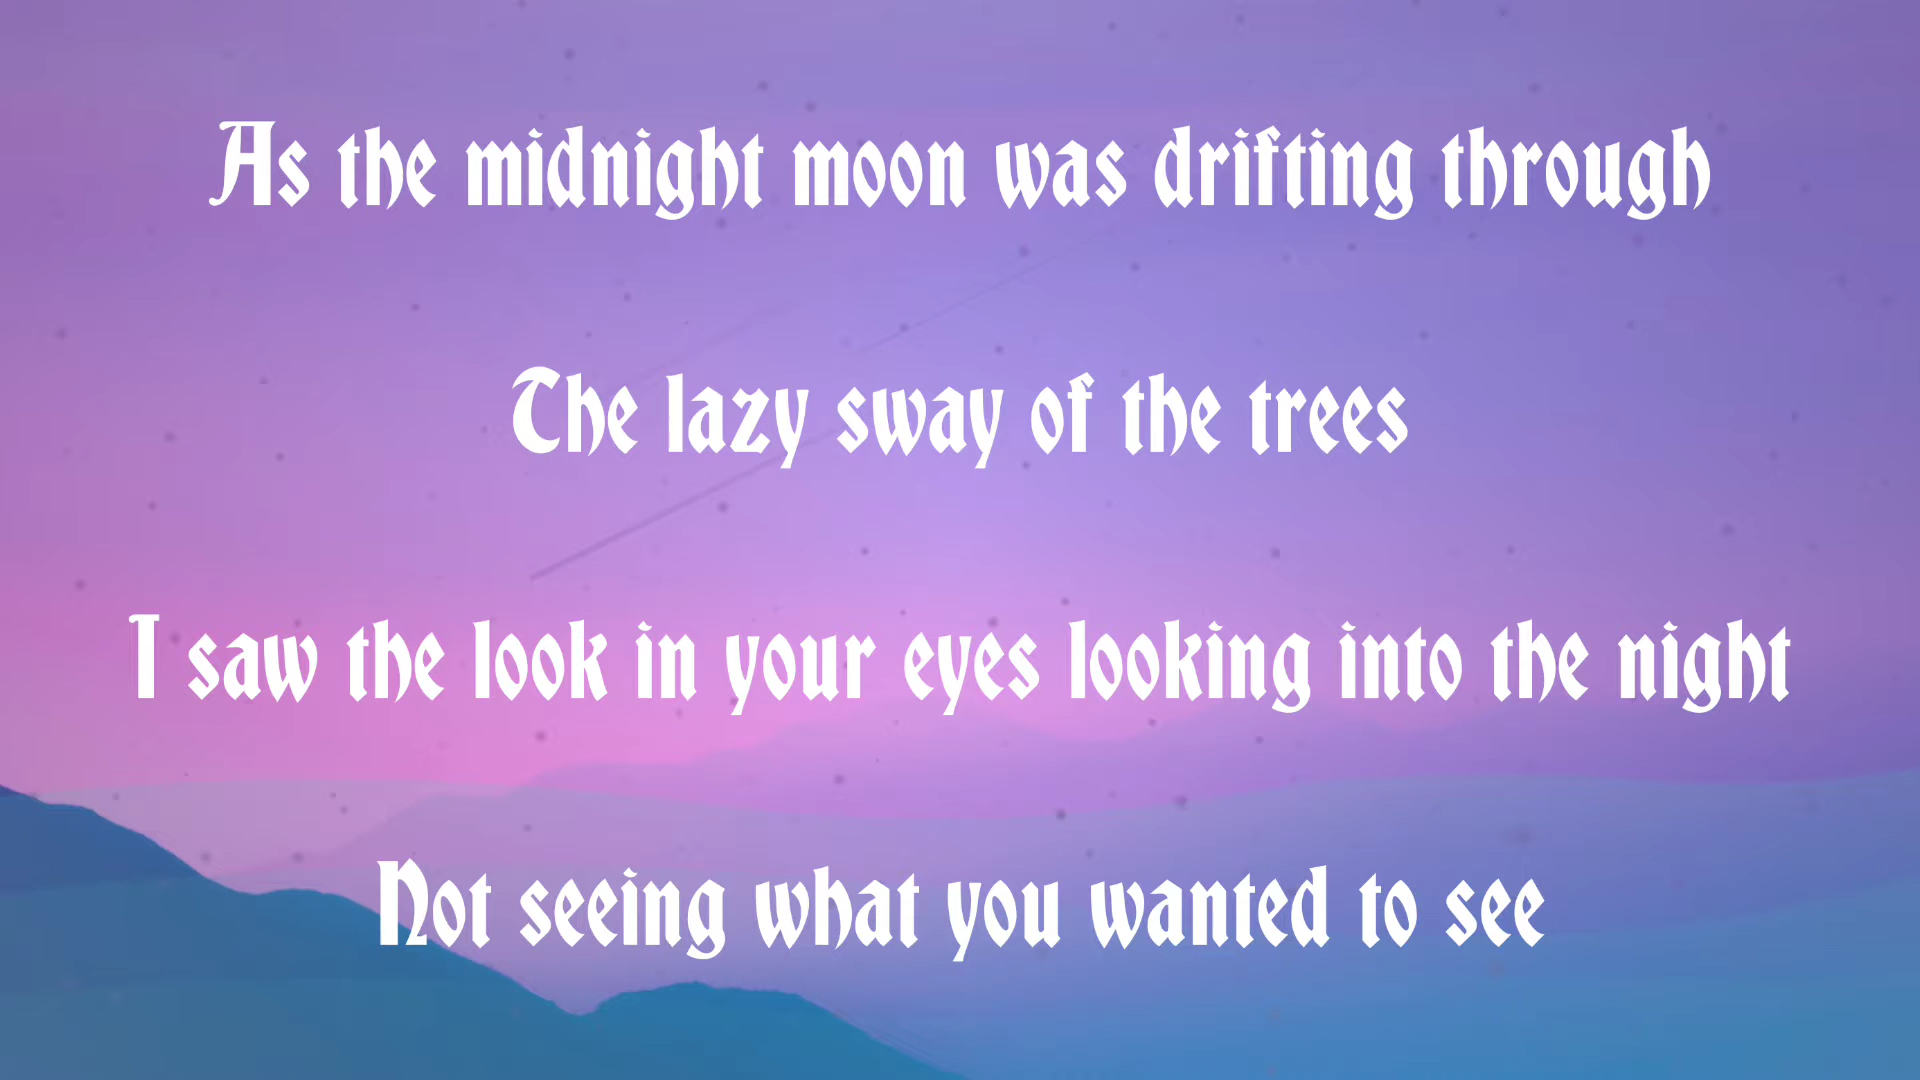 As the midnight moon was drifting through
The lazy sway of the trees
I saw the look in your eyes looking into the night
Not seeing what you wanted to see